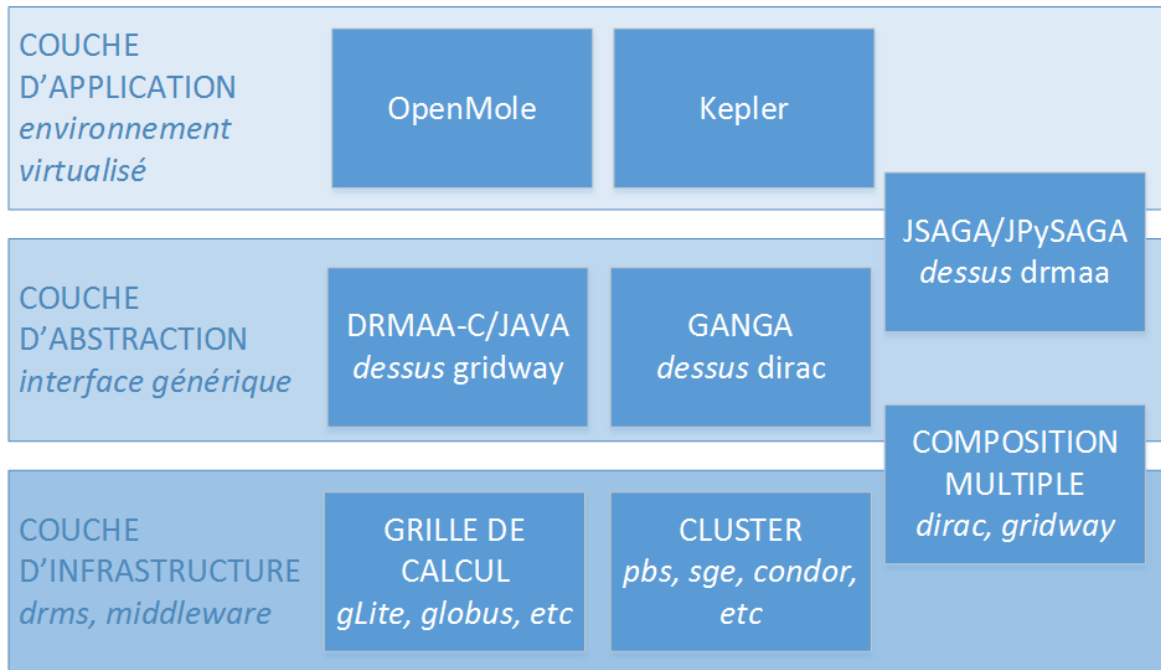 COUCHE
D'APPLICATION
environnement
virtualisé
OpenMole
Kepler
JSAGA/JPySAGA
dessus drmaa
COUCHE
D'ABSTRACTION
interface générique
DRMAA-C/JAVA
dessus gridway
GANGA
dessus dirac
COMPOSITION
MULTIPLE
dirac, gridway
COUCHE
D'INFRASTRUCTURE
drms, middleware
GRILLE DE
CALCUL
gLite, globus, etc
CLUSTER
pbs, sge, condor,
etc